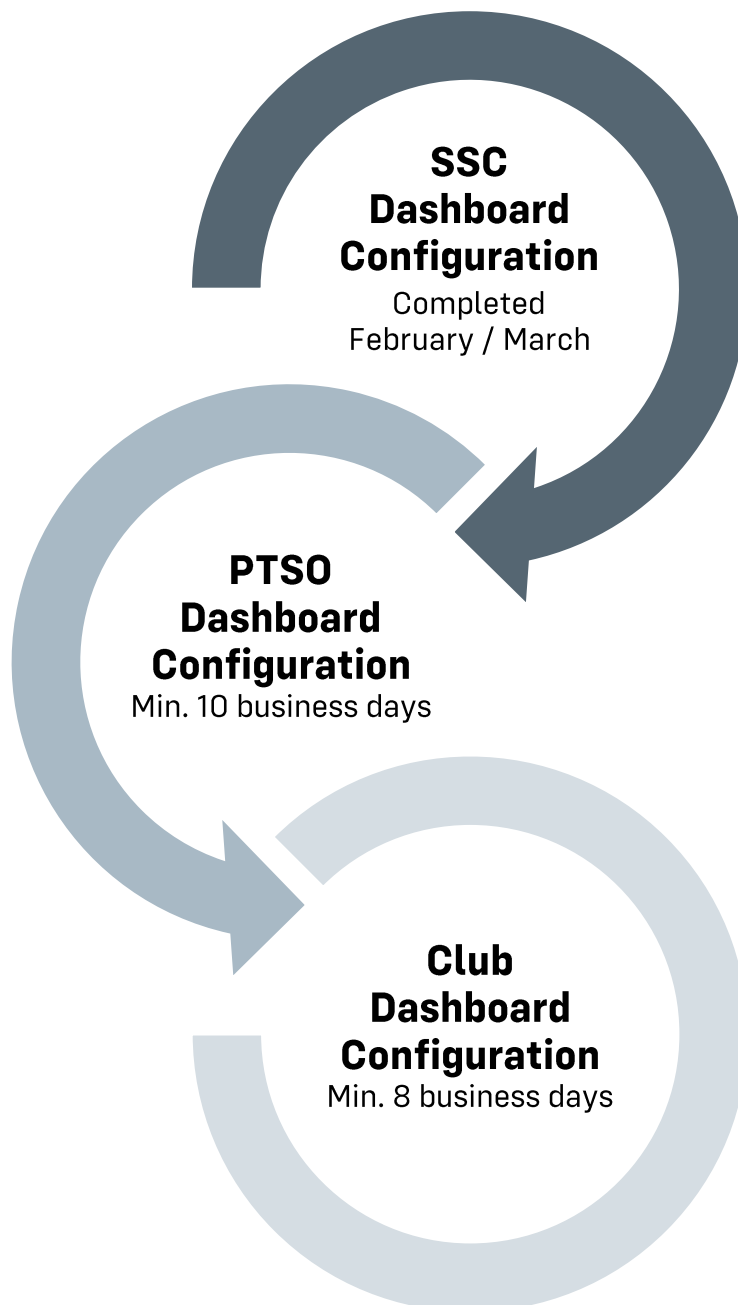 SSC
Dashboard
Configuration
Completed
February / March
PTSO
Dashboard
Configuration
Min. 10 business days
Club
Dashboard
Configuration
Min. 8 business days